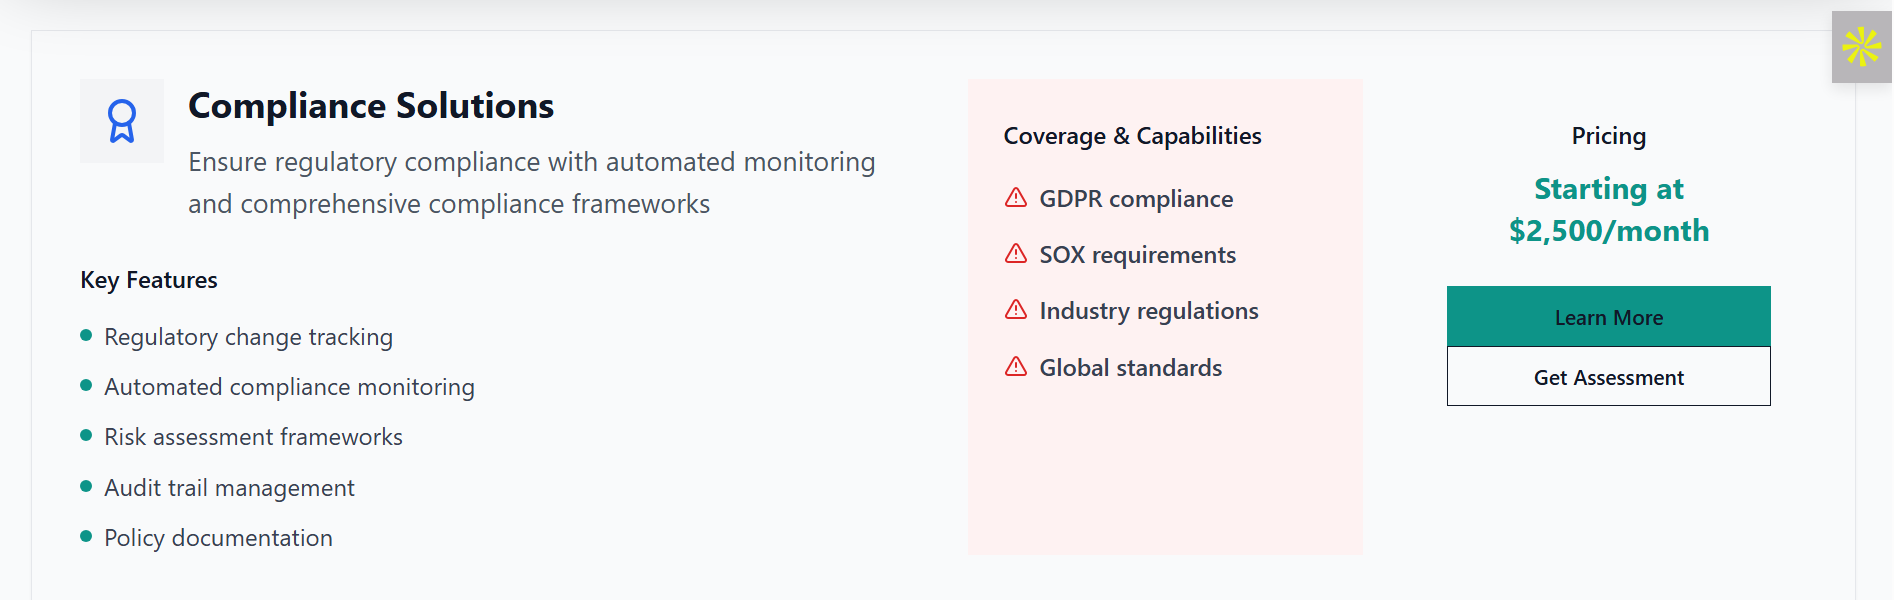 Compliance Solutions
Ensure regulatory compliance with automated monitoring
and comprehensive compliance frameworks
Key Features
Regulatory change tracking
Automated compliance monitoring
Risk assessment frameworks
Audit trail management
Policy documentation
Coverage & Capabilities
GDPR compliance
SOX requirements
Industry regulations
Global standards
Pricing
Starting at
$2,500/month
Learn More
Get Assessment